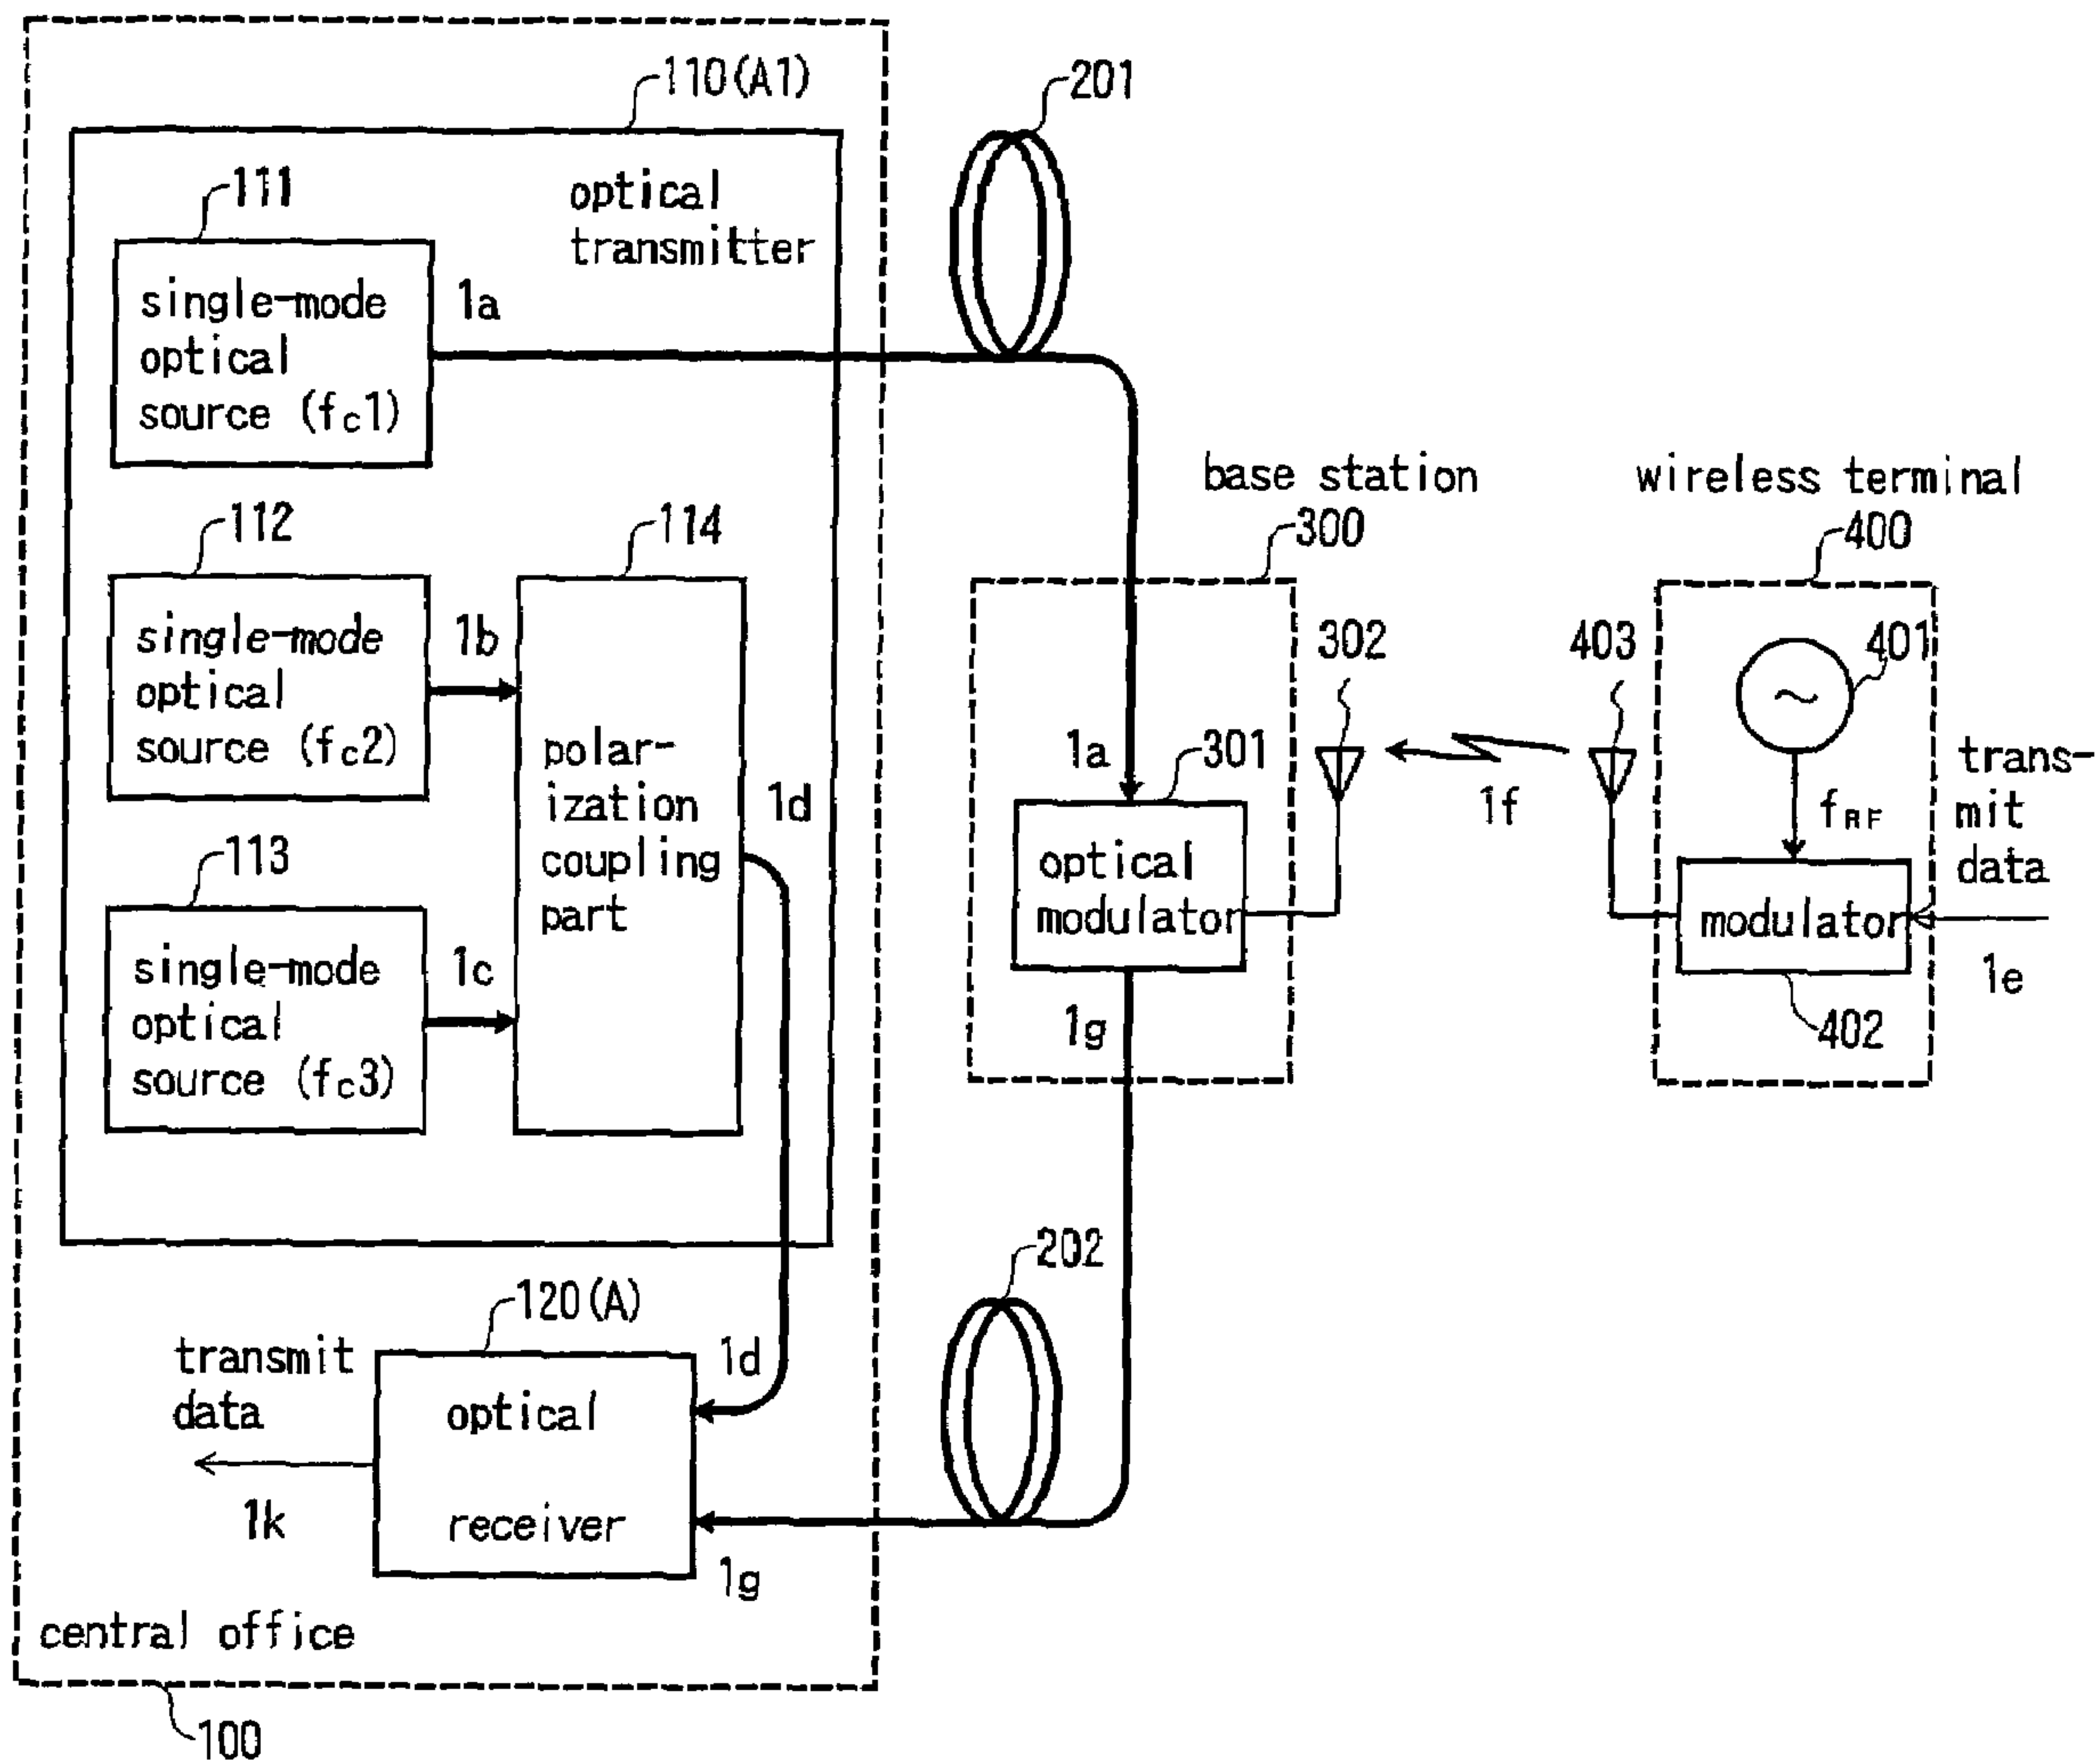 110(A1)
201
111
optical
transmitter
single-mode
optical
source (fc1)
1a
base station
300
wireless terminal
400
112
114
single-mode
optical
source (fc2)
1b
302
403
401
polar-
ization
coupling
part
1d
1a
301
1f
fRF
trans-
mit
data
optical
modulator
modulator
113
single-mode
optical
source (fc3)
1c
1g
402
1e
202
120(A)
transmit
data
1d
optical
receiver
1k
1g
central office
100